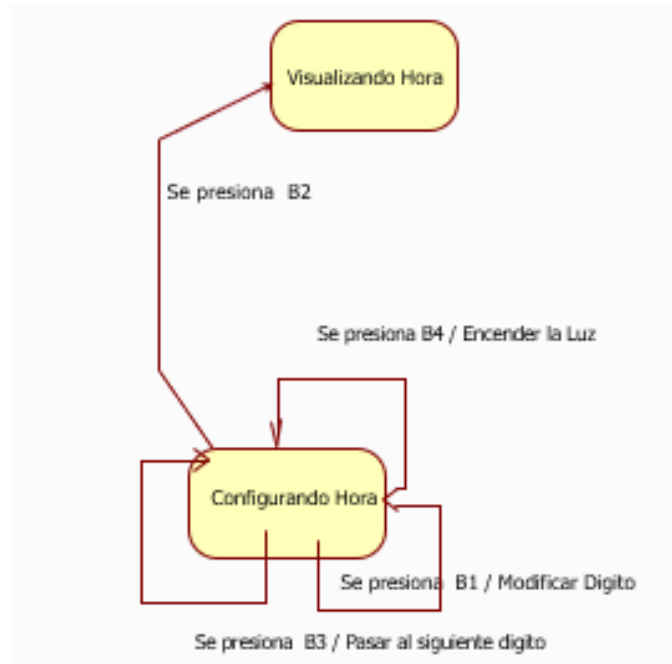 Visualizando Hora
Se presiona B2
Se presiona B4 / Encender la Luz
Configurando Hora
Se presiona B1 / Modificar Digito
Se presiona B3 / Pasar al siguiente digito